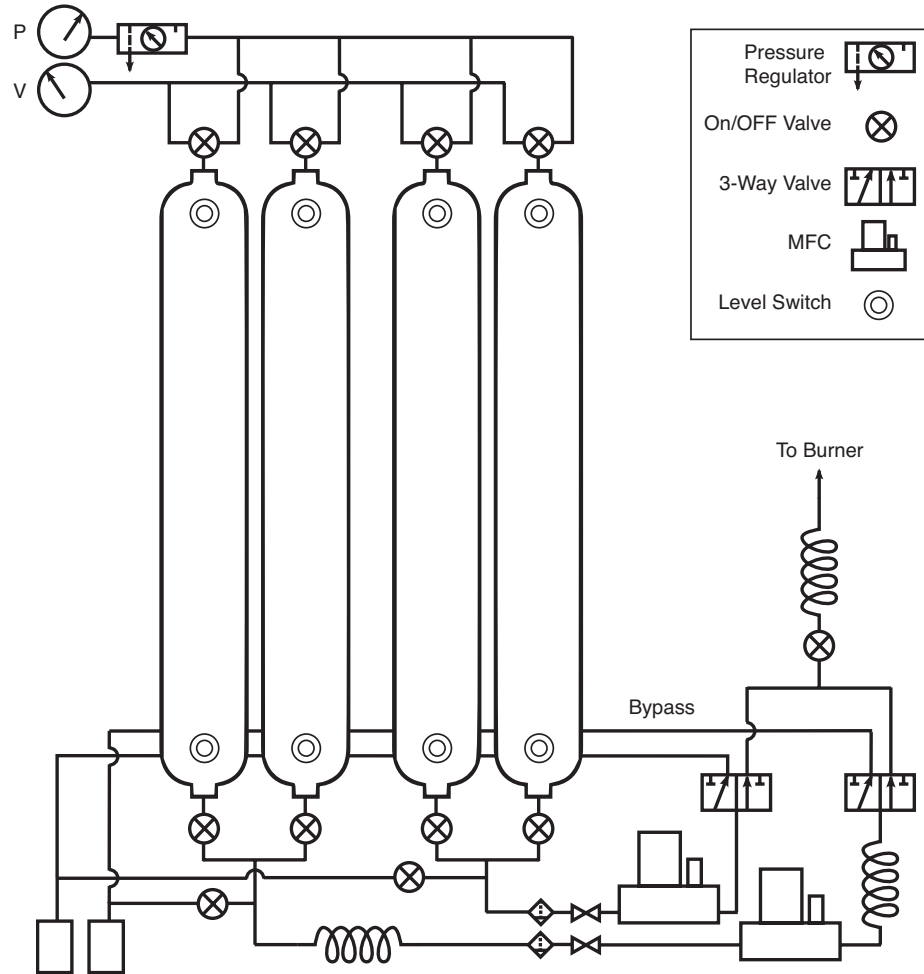 P
V
Pressure
Regulator
On/OFF Valve
3-Way Valve
MFC
Level Switch
To Burner
Bypass